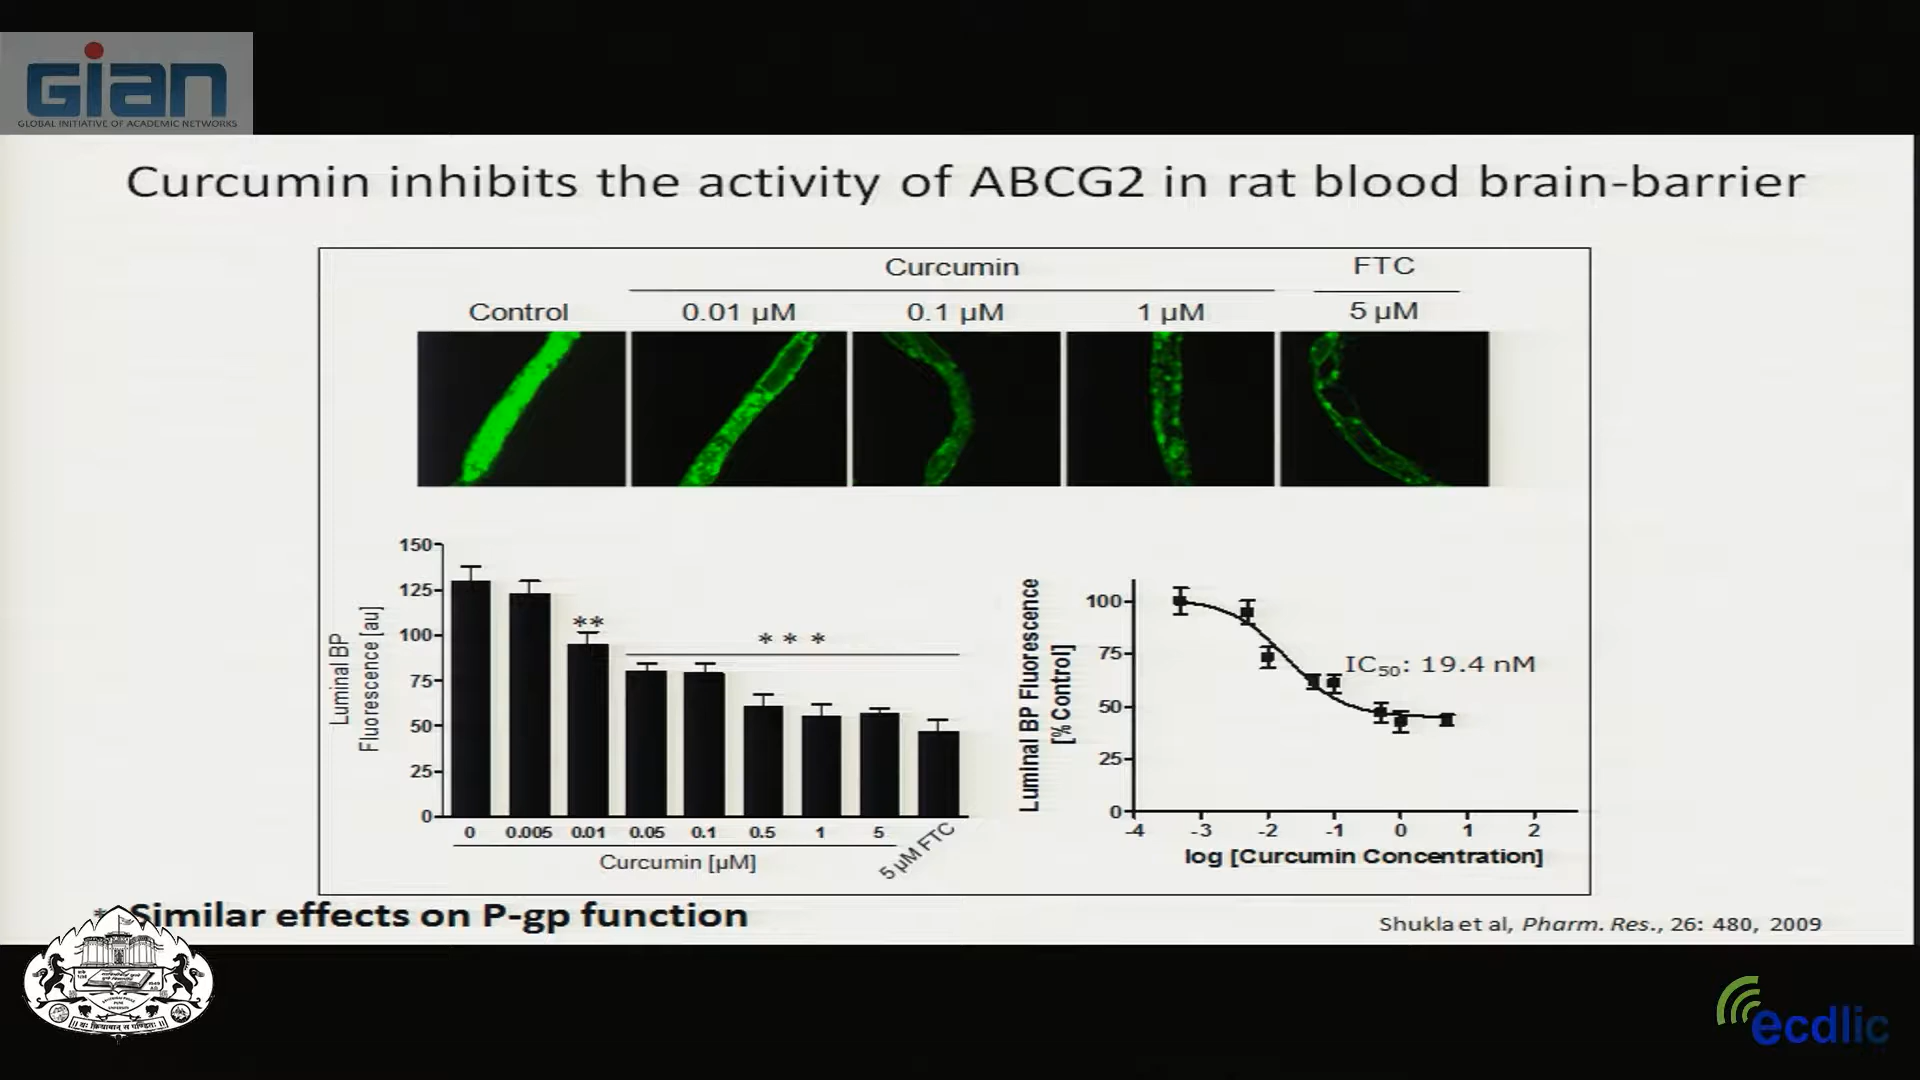 GIAN
GLOBAL INITIATIVE OF ACADEMIC NETWORKS
Curcumin inhibits the activity of ABCG2 in rat blood brain-barrier
Curcumin
FTC
Control
0.01 µM
0.1 µM
1 µM
5 µM
150
125
100
75
50
25
0
Luminal BP
Fluorescence [au]
**
* * *
0 0.005 0.01 0.05 0.1 0.5 1 5 5 µM FTC
Curcumin [µM]
Luminal BP Fluorescence
[% Control]
100
75
50
25
0
IC50: 19.4 nM
-4 -3 -2 -1 0 1 2
log [Curcumin Concentration]
* Similar effects on P-gp function
Shukla et al, Pharm. Res., 26: 480, 2009
ecdlic